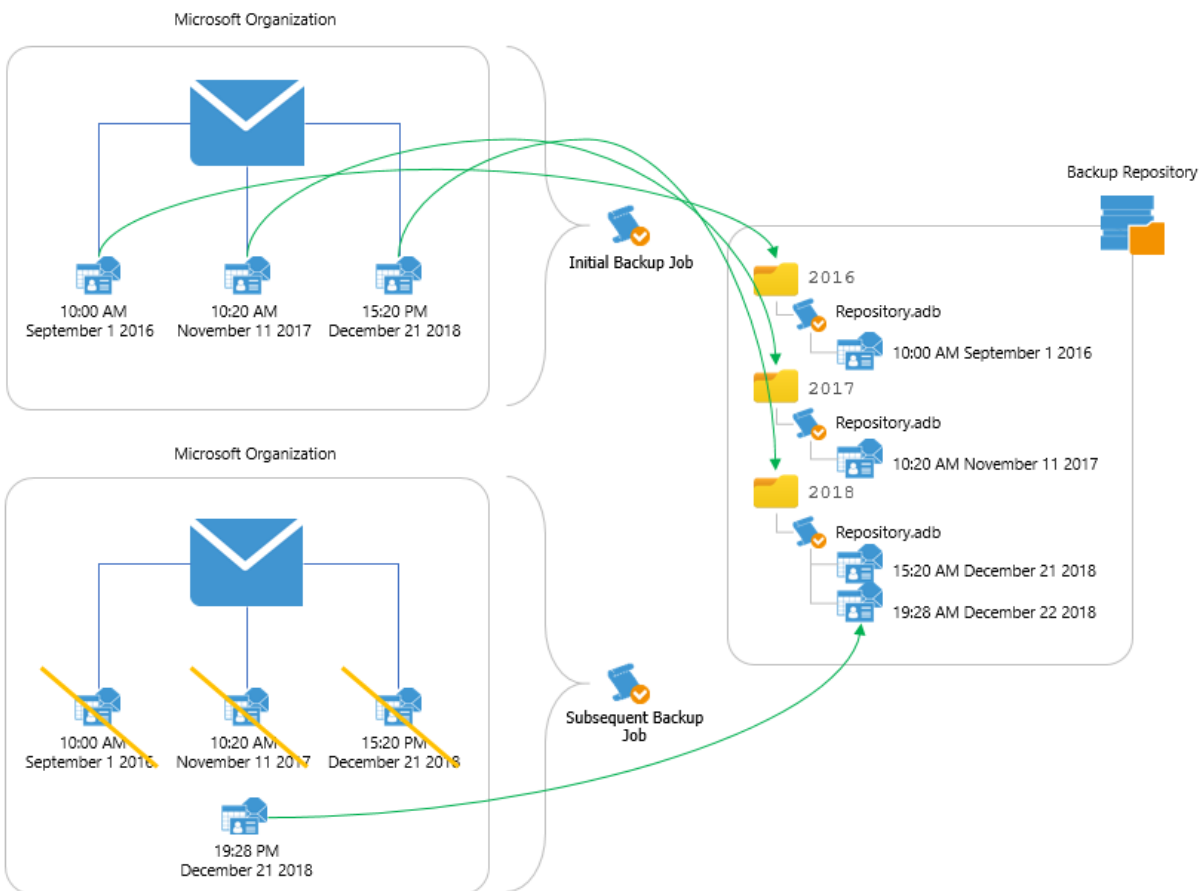 Microsoft Organization
10:00 AM
September 1 2016
10:20 AM
November 11 2017
15:20 PM
December 21 2018
Initial Backup Job
Backup Repository
2016
Repository.adb
10:00 AM September 1 2016
2017
Repository.adb
10:20 AM November 11 2017
2018
Repository.adb
15:20 AM December 21 2018
19:28 AM December 22 2018
Microsoft Organization
10:00 AM
September 1 2016
10:20 AM
November 11 2017
15:20 PM
December 21 2018
19:28 PM
December 21 2018
Subsequent Backup
Job